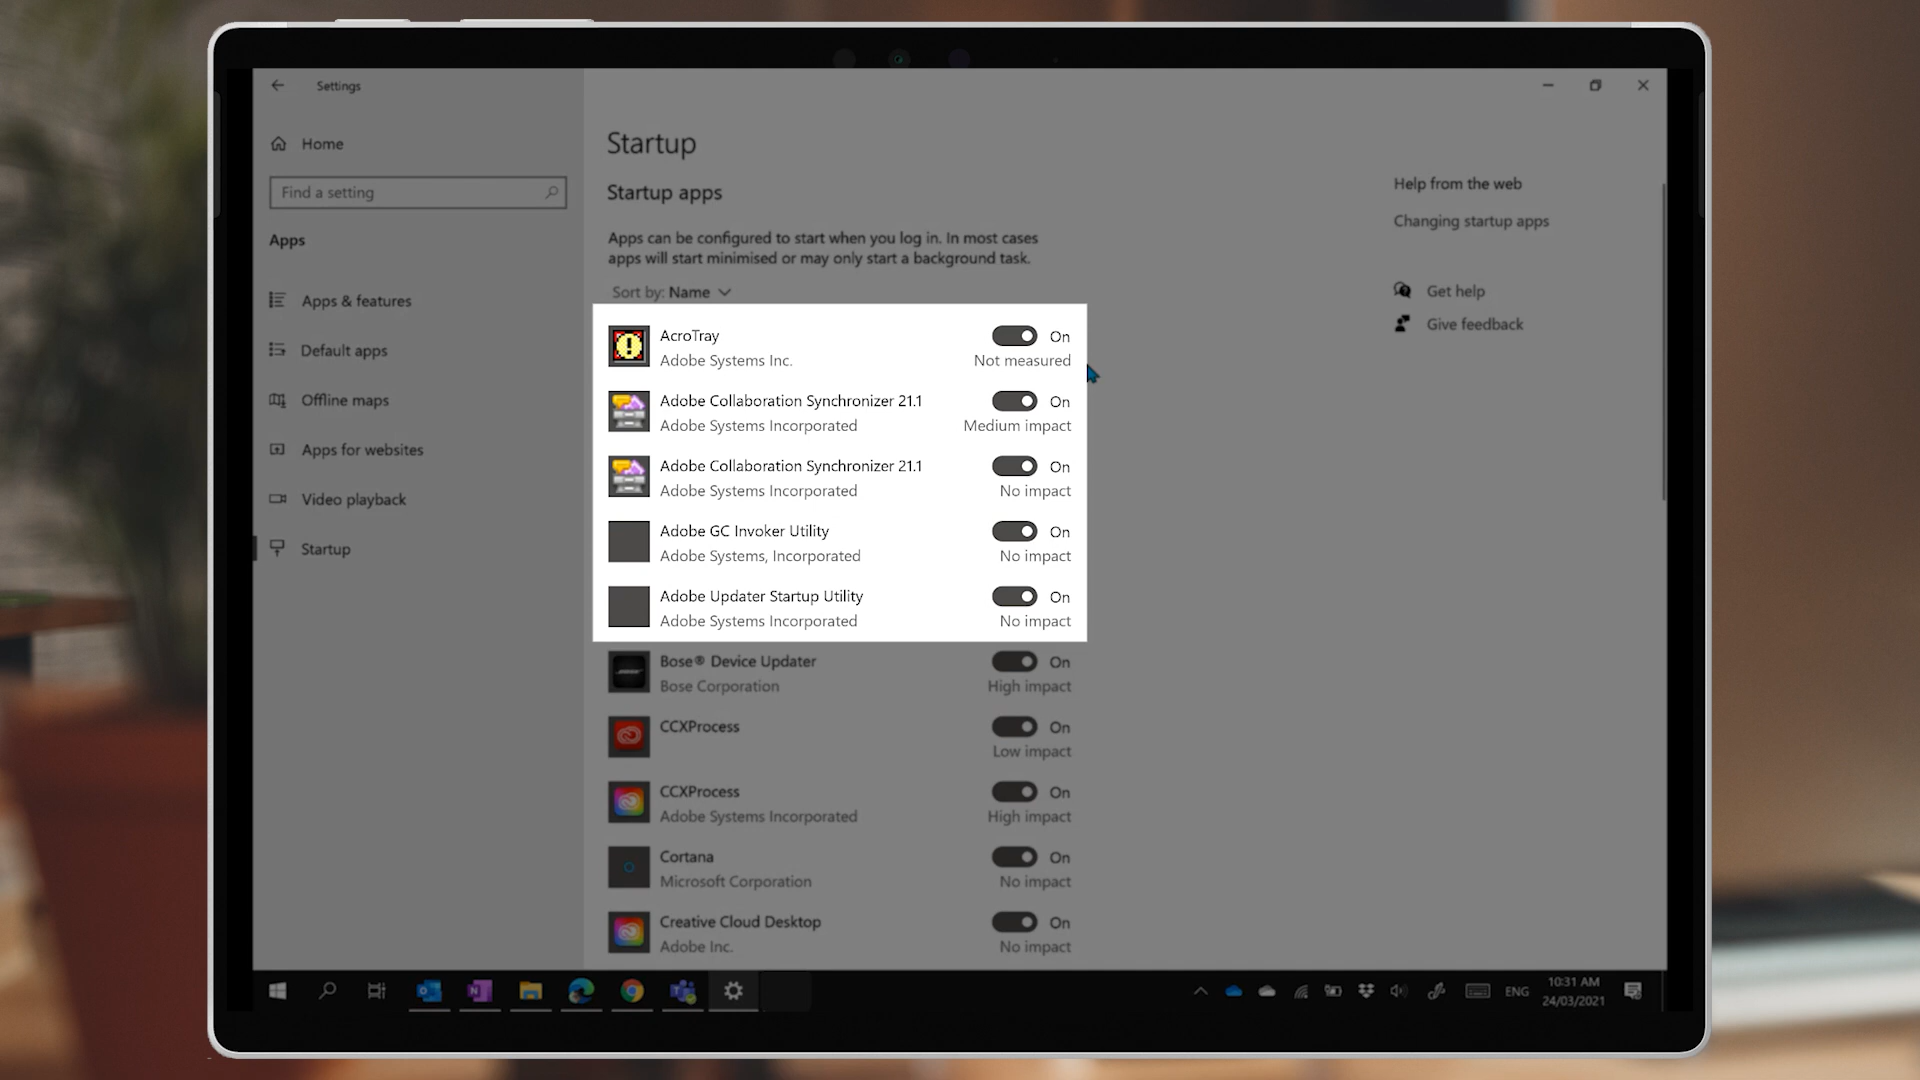 Settings
Home
Find a setting
Apps
Apps & features
Default apps
Offline maps
Apps for websites
Video playback
Startup
Startup
Startup apps
Apps can be configured to start when you log in. In most cases
apps will start minimised or may only start a background task.
Sort by: Name
AcroTray On
Adobe Systems Inc. Not measured
Adobe Collaboration Synchronizer 21.1 On
Adobe Systems Incorporated Medium impact
Adobe Collaboration Synchronizer 21.1 On
Adobe Systems Incorporated No impact
Adobe GC Invoker Utility On
Adobe Systems, Incorporated No impact
Adobe Updater Startup Utility On
Adobe Systems Incorporated No impact
Bose® Device Updater On
Bose Corporation High impact
CCXProcess On
Low impact
CCXProcess On
Adobe Systems Incorporated High impact
Cortana On
Microsoft Corporation No impact
Creative Cloud Desktop On
Adobe Inc. No impact
Help from the web
Changing startup apps
Get help
Give feedback
ENG
10:31 AM
24/03/2021